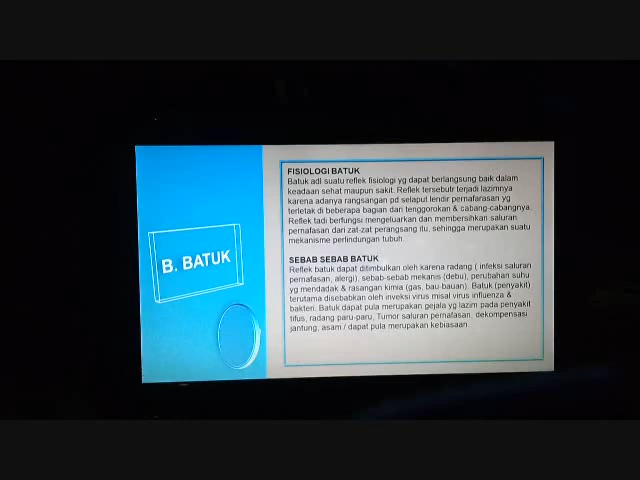 B. BATUK
FISIOLOGI BATUK
Batuk adl suatu reflek fisiologi yg dapat berlangsung baik dalam
keadaan sehat maupun sakit. Reflek tersebutr terjadi lazimnya
karena adanya rangsangan pd selaput lendir pernafarasan yg
terletak di beberapa bagian dari tenggorokan & cabang-cabangnya.
Reflek tadi berfungsi mengeluarkan dan membersihkan saluran
pernafasan dari zat-zat perangsang itu, sehingga merupakan suatu
mekanisme perlindungan tubuh.
SEBAB SEBAB BATUK
Reflek batuk dapat ditimbulkan oleh karena radang ( infeksi saluran
pernafasan, alergi), sebab-sebab mekanis (debu), perubahan suhu
yg mendadak & rasangan kimia (gas, bau-bauan). Batuk (penyakit)
terutama disebabkan oleh inveksi virus misal virus influenza &
bakteri. Batuk dapat pula merupakan gejala yg lazim pada penyakit
tifus, radang paru-paru, Tumor saluran pernafasan, dekompensasi
jantung, asam / dapat pula merupakan kebiasaan.